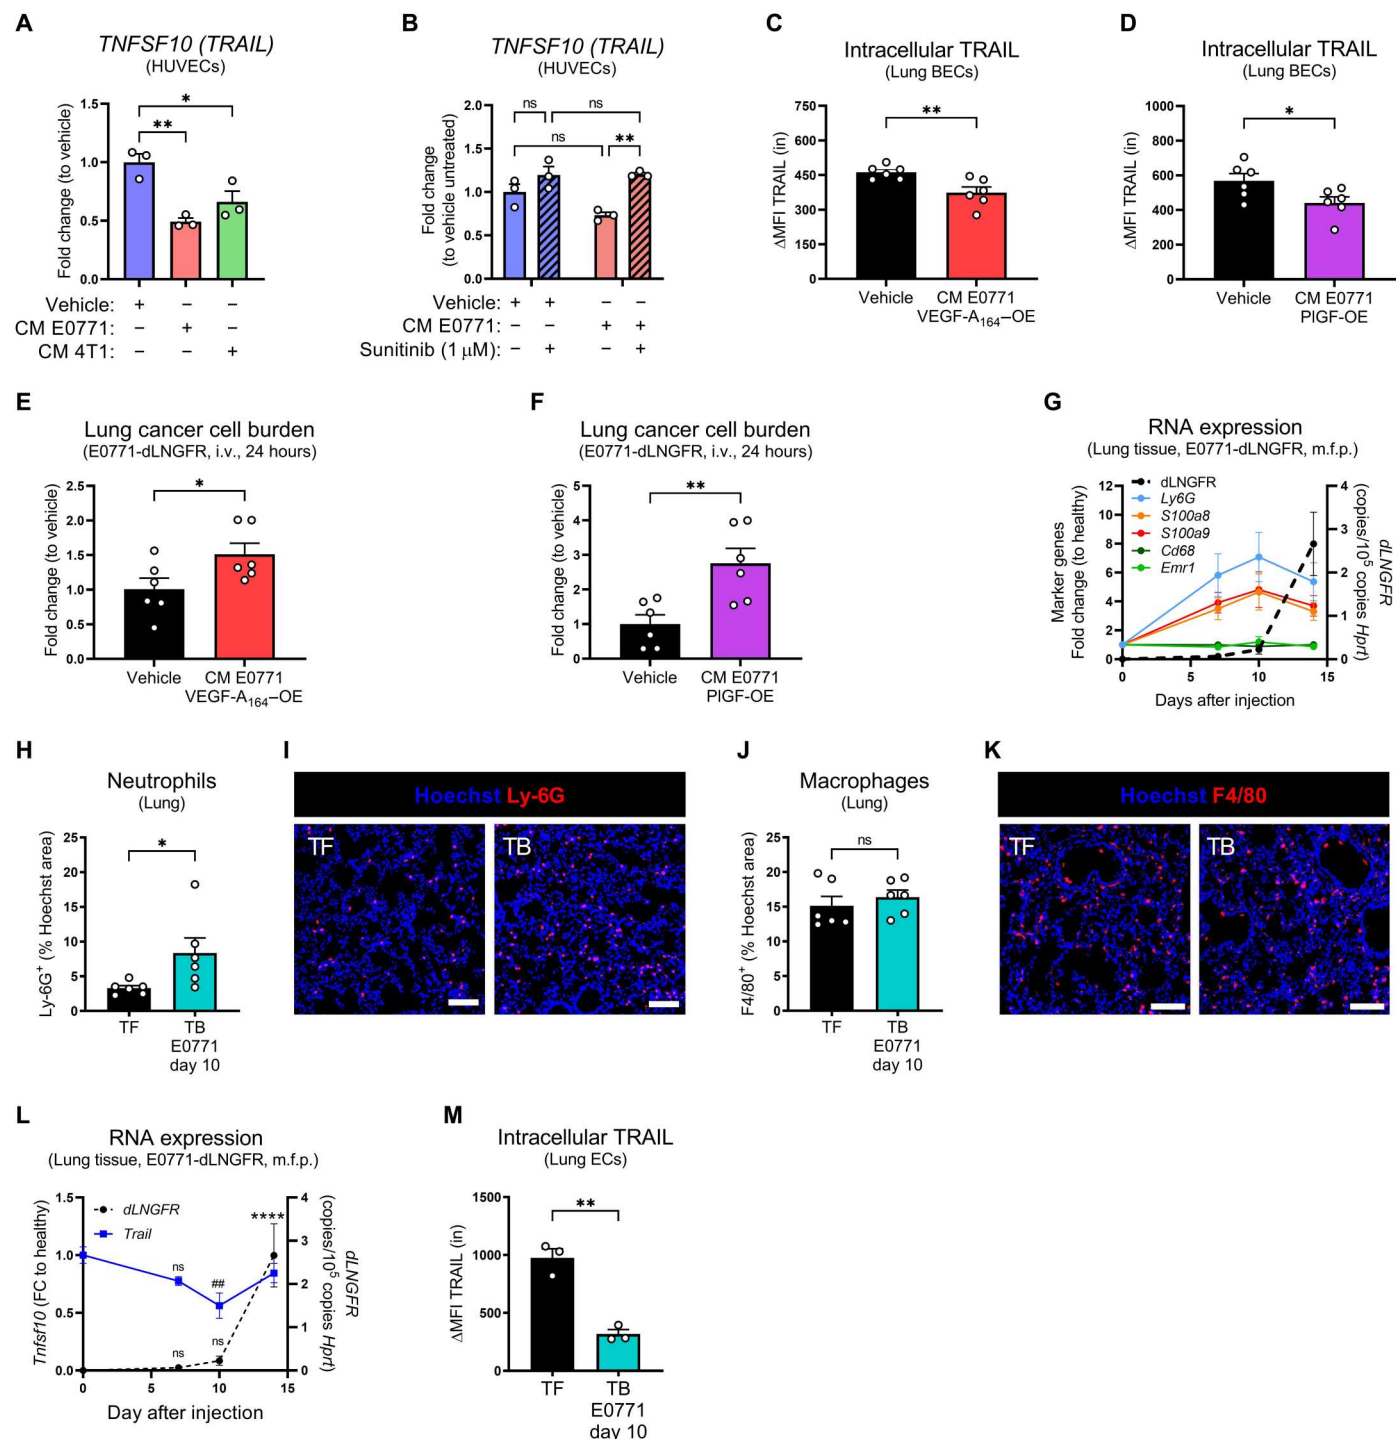 A
TNFSF10 (TRAIL)
(HUVECs)
Fold change (to vehicle)
1.5
1.0
0.5
0.0
*
**
Vehicle: + – –
CM E0771: – + –
CM 4T1: – – +
B
TNFSF10 (TRAIL)
(HUVECs)
Fold change
(to vehicle untreated)
2.0
1.5
1.0
0.5
0.0
ns ns
ns **
Vehicle: + + – –
CM E0771: – – + +
Sunitinib (1 µM): – + – +
C
Intracellular TRAIL
(Lung BECs)
ΔMFI TRAIL (in)
750
600
450
300
150
0
**
Vehicle CM E0771
VEGF-A164–OE
D
Intracellular TRAIL
(Lung BECs)
ΔMFI TRAIL (in)
1000
800
600
400
200
0
*
Vehicle CM E0771
PlGF-OE
E
Lung cancer cell burden
(E0771-dLNGFR, i.v., 24 hours)
Fold change (to vehicle)
2.5
2.0
1.5
1.0
0.5
0.0
*
Vehicle CM E0771
VEGF-A164–OE
F
Lung cancer cell burden
(E0771-dLNGFR, i.v., 24 hours)
Fold change (to vehicle)
5
4
3
2
1
0
**
Vehicle CM E0771
PlGF-OE
G
RNA expression
(Lung tissue, E0771-dLNGFR, m.f.p.)
Marker genes
Fold change (to healthy)
12
10
8
6
4
2
0
dLNGFR
Ly6G
S100a8
S100a9
Cd68
Emr1
4
3
2
1
0
dLNGFR
(copies/10⁵ copies Hprt)
0 5 10 15
Days after injection
H
Neutrophils
(Lung)
Ly-6G⁺ (% Hoechst area)
25
20
15
10
5
0
*
TF TB
E0771
day 10
I
Hoechst Ly-6G
TF TB
J
Macrophages
(Lung)
F4/80⁺ (% Hoechst area)
25
20
15
10
5
0
ns
TF TB
E0771
day 10
K
Hoechst F4/80
TF TB
L
RNA expression
(Lung tissue, E0771-dLNGFR, m.f.p.)
Tnfsf10 (FC to healthy)
1.5
1.0
0.5
0.0
dLNGFR
Trail
****
ns
##
ns
ns
4
3
2
1
0
dLNGFR
(copies/10⁵ copies Hprt)
0 5 10 15
Day after injection
M
Intracellular TRAIL
(Lung ECs)
ΔMFI TRAIL (in)
1500
1000
500
0
**
TF TB
E0771
day 10